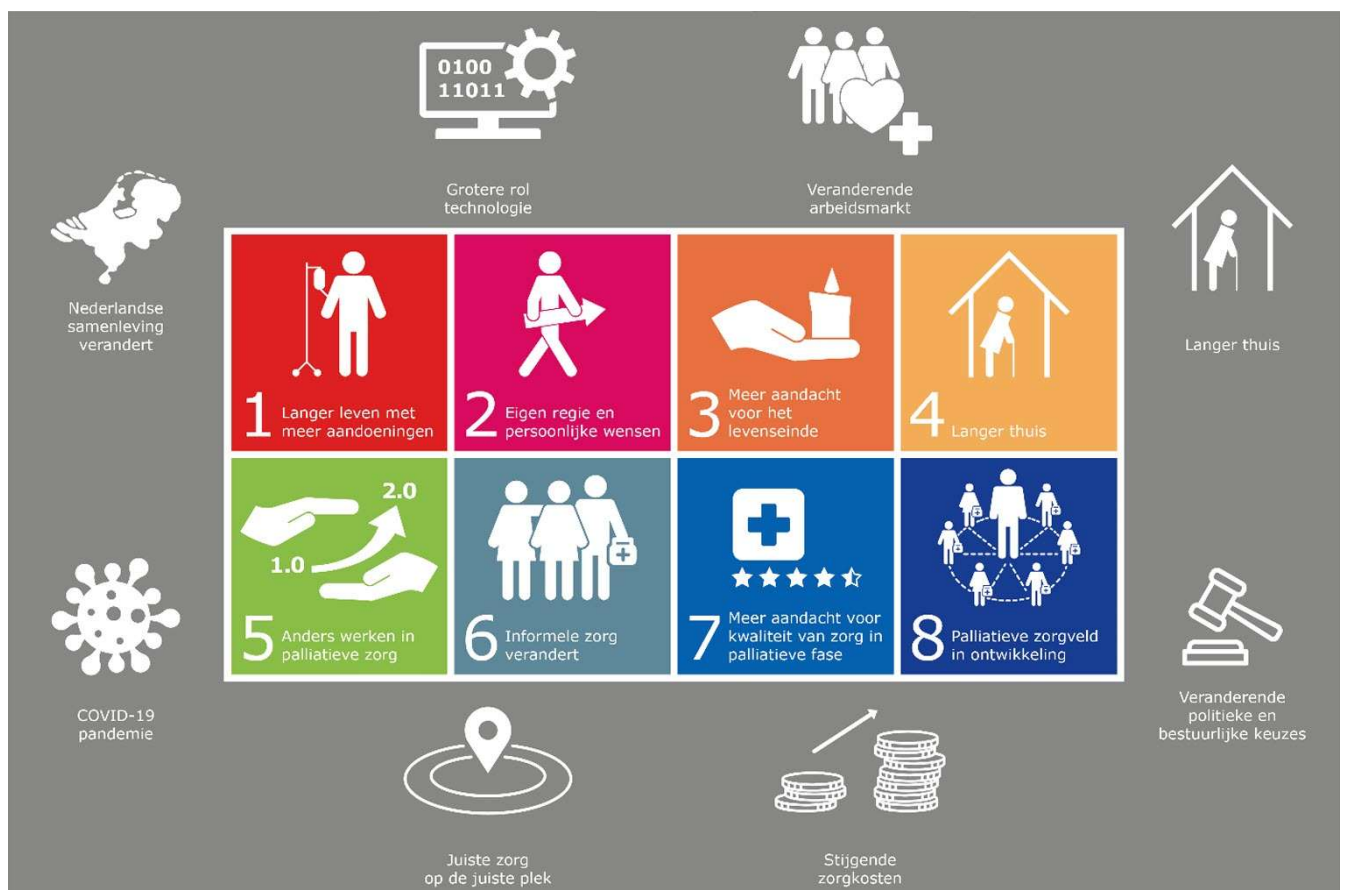 0100
11011
Grotere rol
technologie
Veranderende
arbeidsmarkt
Nederlandse
samenleving
verandert
Langer thuis
1 Langer leven met
meer aandoeningen
2 Eigen regie en
persoonlijke wensen
3 Meer aandacht
voor het
levenseinde
4 Langer thuis
2.0
1.0
5 Anders werken in
palliatieve zorg
6 Informele zorg
verandert
7 Meer aandacht voor
kwaliteit van zorg in
palliatieve fase
8 Palliatieve zorgveld
in ontwikkeling
COVID-19
pandemie
Veranderende
politieke en
bestuurlijke keuzes
Juiste zorg
op de juiste plek
Stijgende
zorgkosten